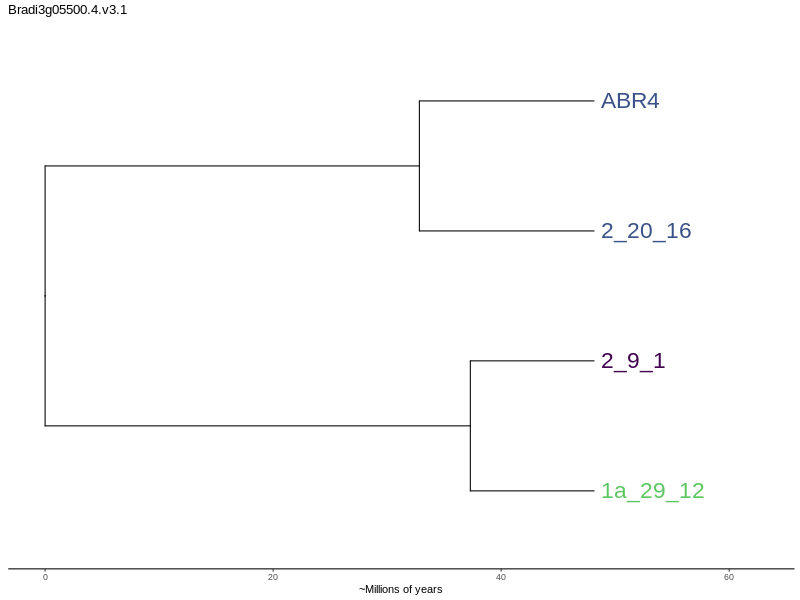 Bradi3g05500.4.v3.1
ABR4
2_20_16
2_9_1
1a_29_12
0 20 40 60
~Millions of years